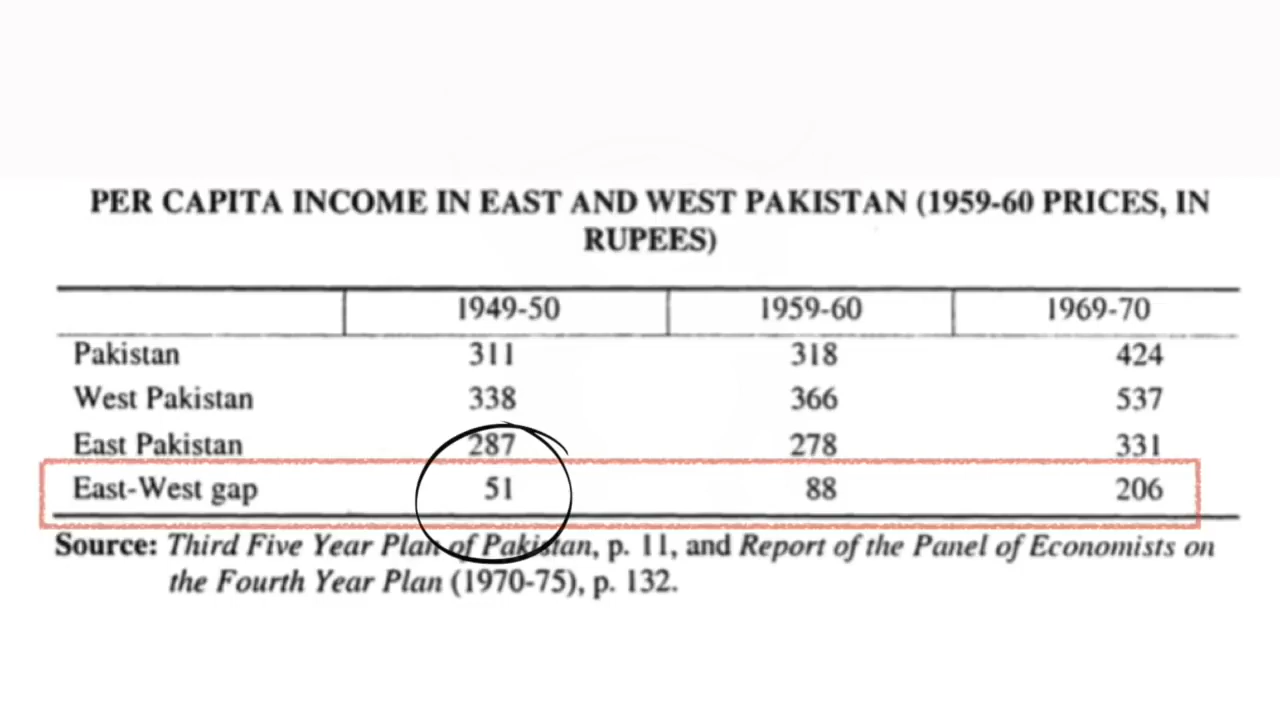 PER CAPITA INCOME IN EAST AND WEST PAKISTAN (1959-60 PRICES, IN
RUPEES)
1949-50 1959-60 1969-70
Pakistan 311 318 424
West Pakistan 338 366 537
East Pakistan 287 278 331
East-West gap 51 88 206
Source: Third Five Year Plan of Pakistan, p. 11, and Report of the Panel of Economists on
the Fourth Year Plan (1970-75), p. 132.